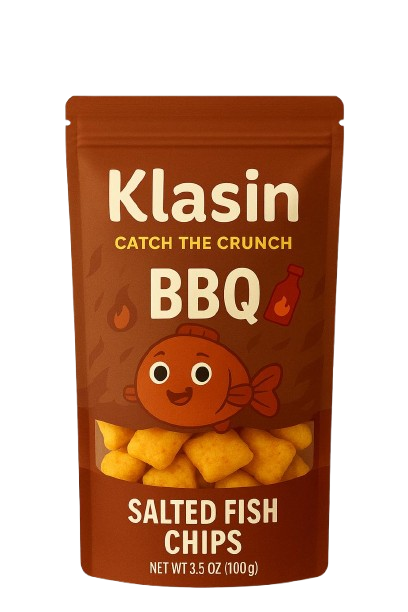 Klasin
CATCH THE CRUNCH
BBQ
SALTED FISH
CHIPS
NET WT 3.5 OZ (100g)